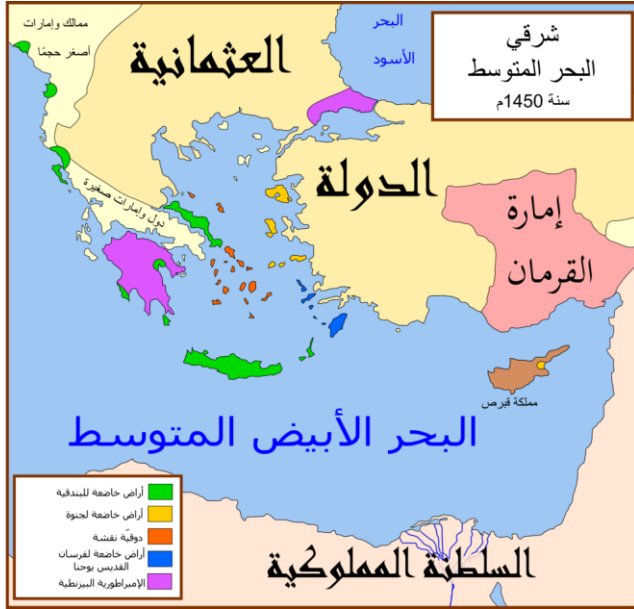 شرقي
البحر المتوسط
سنة 1450م
ممالك وإمارات
أصغر حجمًا
البحر
الأسود
العثمانية
الدولة
إمارة
القرمان
دول وإمارات صغيرة
مملكة قبرص
البحر الأبيض المتوسط
السلطنة المملوكية
أراض خاضعة للبندقية
أراض خاضعة لجنوة
دوقيّة نقشة
أراض خاضعة لفرسان
القديس يوحنا
الإمبراطورية البيزنطية